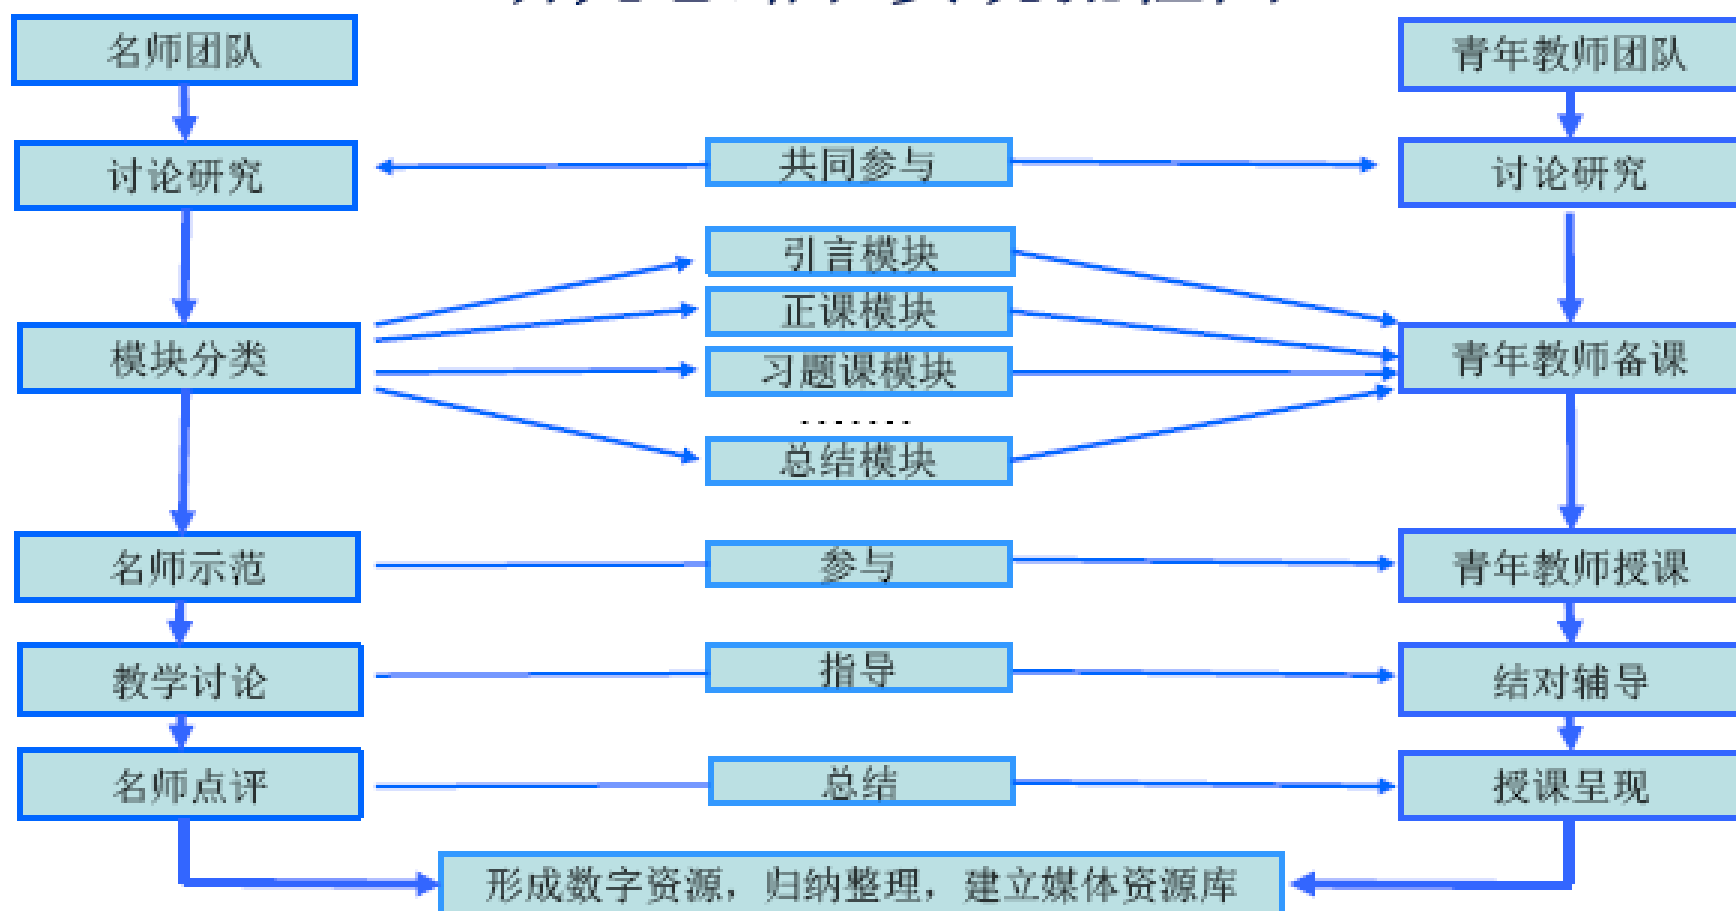 名师团队
青年教师团队
讨论研究
共同参与
讨论研究
引言模块
正课模块
模块分类
习题课模块
青年教师备课
.......
总结模块
名师示范
参与
青年教师授课
教学讨论
指导
结对辅导
名师点评
总结
授课呈现
形成数字资源，归纳整理，建立媒体资源库